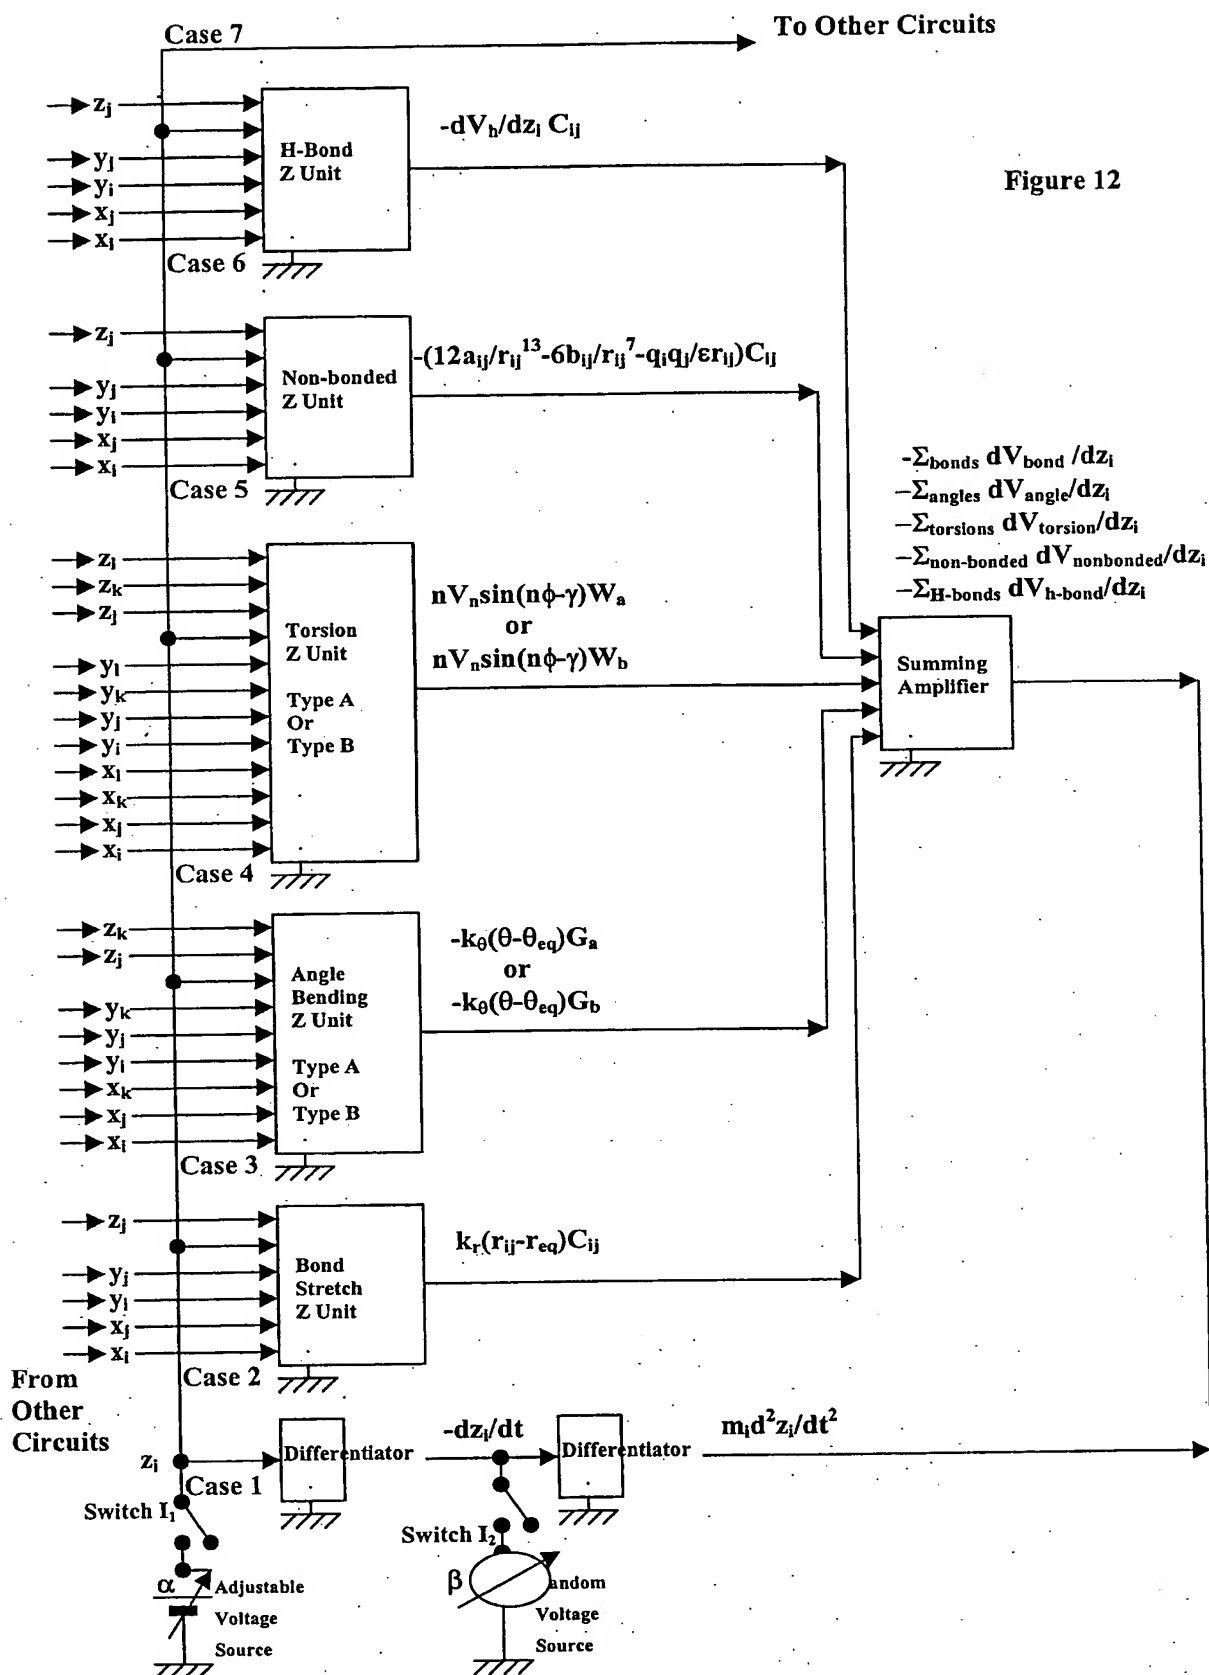 Case 7
To Other Circuits
zj
yj
yi
xj
xi
H-Bond
Z Unit
-dVh/dzi Cij
Figure 12
Case 6
zj
yj
yi
xj
xi
Non-bonded
Z Unit
-(12aij/rij^13-6bij/rij^7-qiqj/εrij)Cij
Case 5
-Σbonds dVbond /dzi
–Σangles dVangle/dzi
–Σtorsions dVtorsion/dzi
–Σnon-bonded dVnonbonded/dzi
–ΣH-bonds dVh-bond/dzi
zl
zk
zj
yl
yk
yj
yi
xl
xk
xj
xi
Torsion
Z Unit
Type A
Or
Type B
nVnsin(nϕ-γ)Wa
or
nVnsin(nϕ-γ)Wb
Summing
Amplifier
Case 4
zk
zj
yk
yj
yi
xk
xj
xi
Angle
Bending
Z Unit
Type A
Or
Type B
-kθ(θ-θeq)Ga
or
-kθ(θ-θeq)Gb
Case 3
zj
yj
yi
xj
xi
Bond
Stretch
Z Unit
kr(rij-req)Cij
Case 2
From
Other
Circuits
zi
Case 1
Differentiator
-dzi/dt
Differentiator
mid²zi/dt²
Switch I1
Switch I2
α
Adjustable
Voltage
Source
β
andom
Voltage
Source